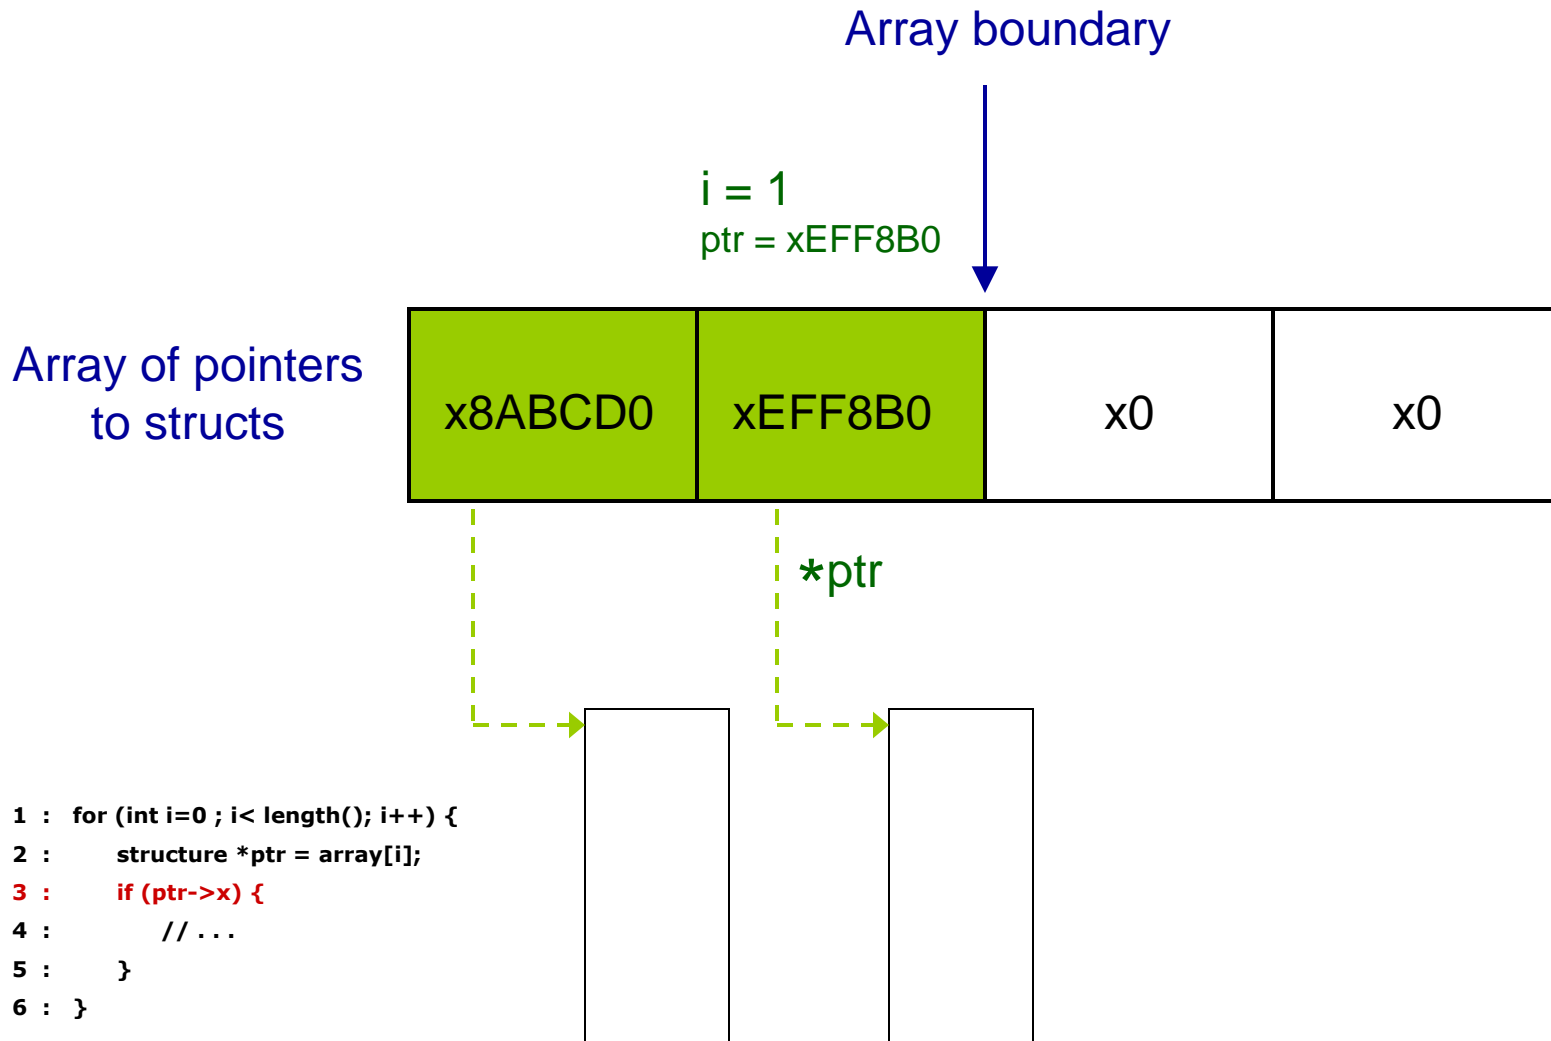 Array boundary
i = 1
ptr = xEFF8B0
Array of pointers
to structs
x8ABCD0 xEFF8B0 x0 x0
*ptr
1 : for (int i=0 ; i< length(); i++) {
2 : structure *ptr = array[i];
3 : if (ptr->x) {
4 : // . . .
5 : }
6 : }